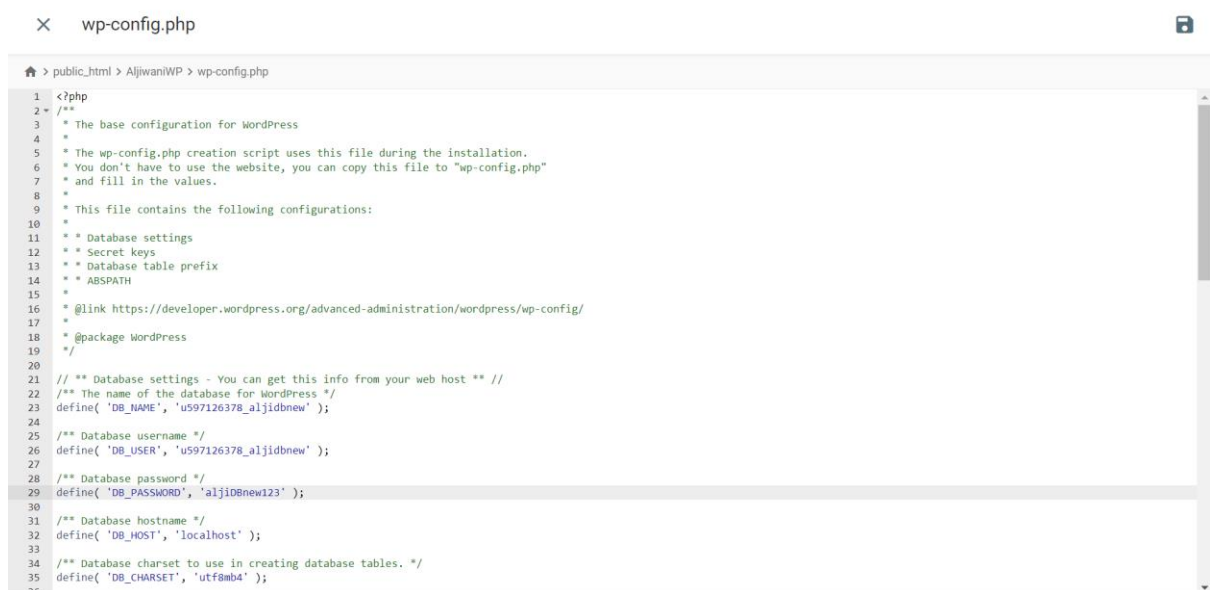 wp-config.php
public_html > AljiwaniWP > wp-config.php
1 <?php
2 /**
3 * The base configuration for WordPress
4 *
5 * The wp-config.php creation script uses this file during the installation.
6 * You don't have to use the website, you can copy this file to "wp-config.php"
7 * and fill in the values.
8 *
9 * This file contains the following configurations:
10 *
11 * * Database settings
12 * * Secret keys
13 * * Database table prefix
14 * * ABSPATH
15 *
16 * @link https://developer.wordpress.org/advanced-administration/wordpress/wp-config/
17 *
18 * @package WordPress
19 */
20
21 // ** Database settings - You can get this info from your web host ** //
22 /** The name of the database for WordPress */
23 define( 'DB_NAME', 'u597126378_aljidbnew' );
24
25 /** Database username */
26 define( 'DB_USER', 'u597126378_aljidbnew' );
27
28 /** Database password */
29 define( 'DB_PASSWORD', 'aljiDBnew123' );
30
31 /** Database hostname */
32 define( 'DB_HOST', 'localhost' );
33
34 /** Database charset to use in creating database tables. */
35 define( 'DB_CHARSET', 'utf8mb4' );